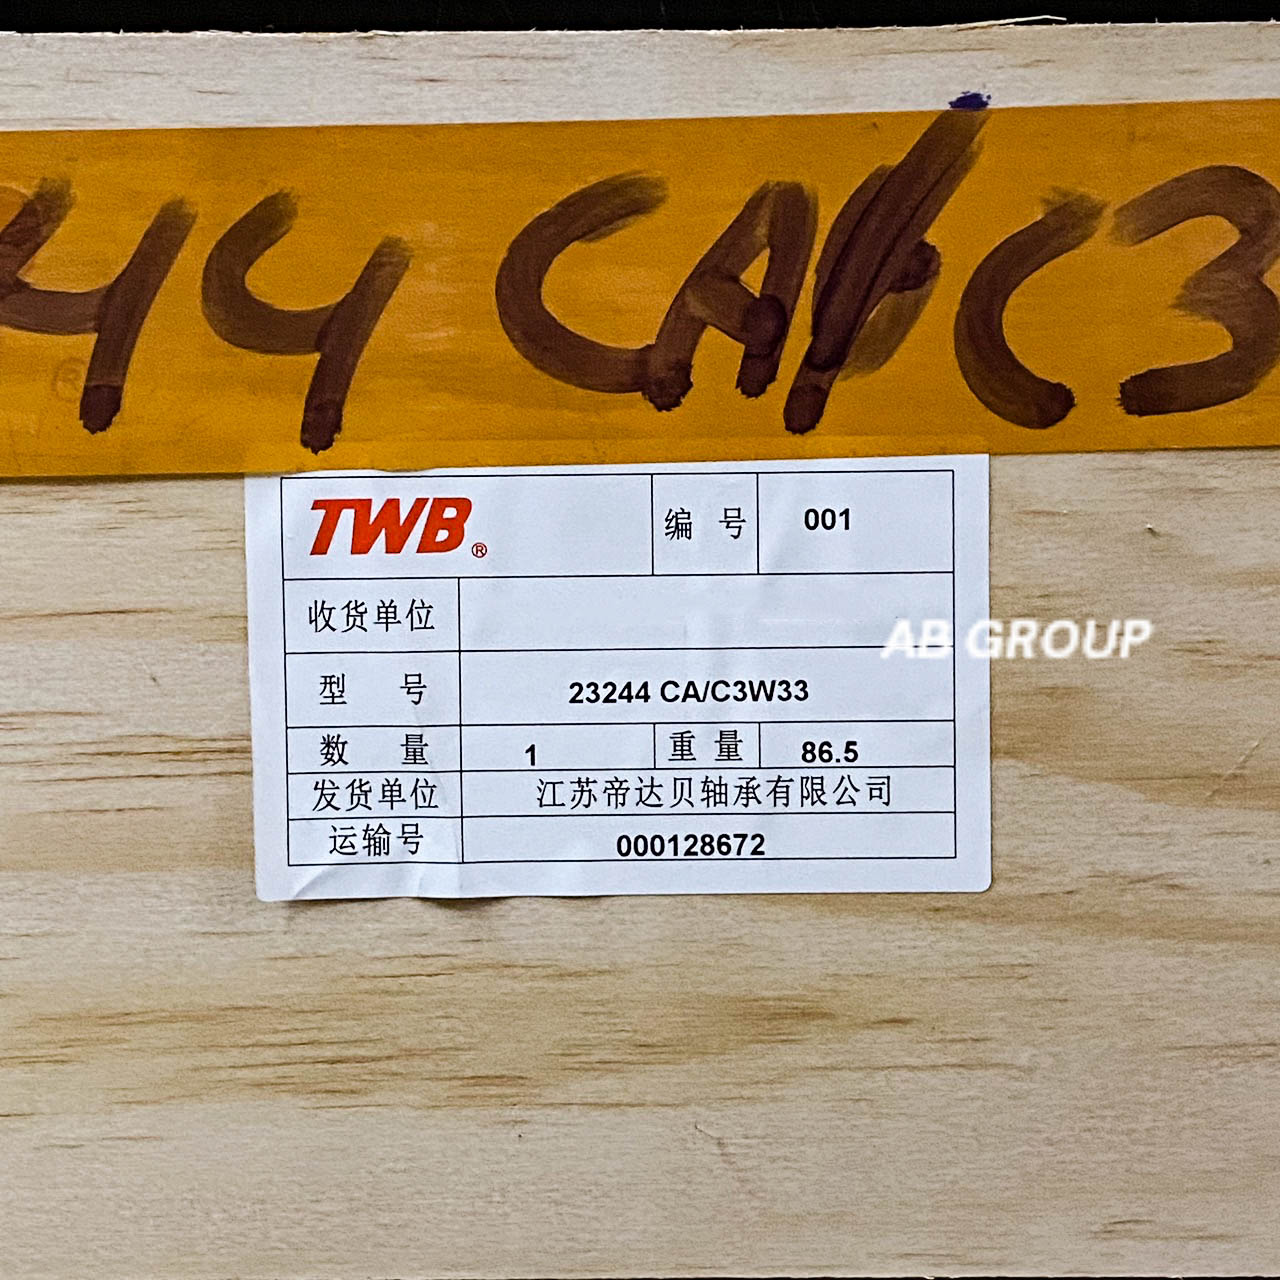 44 CA/C3
TWB® 编号 001
收货单位
型号 23244 CA/C3W33
数量 1 重量 86.5
发货单位 江苏帝达贝轴承有限公司
运输号 000128672
AB GROUP